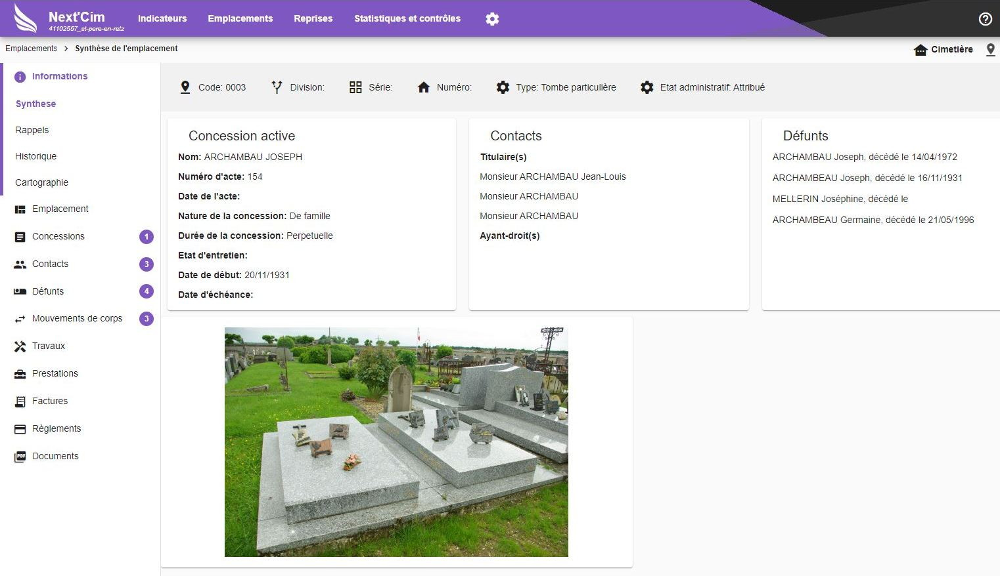 Next'Cim
41102557_st-pere-en-retz
Indicateurs
Emplacements
Reprises
Statistiques et contrôles
Emplacements > Synthèse de l'emplacement
Cimetière
Informations
Synthese
Rappels
Historique
Cartographie
Emplacement
Concessions 1
Contacts 3
Défunts 4
Mouvements de corps 3
Travaux
Prestations
Factures
Règlements
Documents
Code: 0003
Division:
Série:
Numéro:
Type: Tombe particulière
Etat administratif: Attribué
Concession active
Nom: ARCHAMBAU JOSEPH
Numéro d'acte: 154
Date de l'acte:
Nature de la concession: De famille
Durée de la concession: Perpetuelle
Etat d'entretien:
Date de début: 20/11/1931
Date d'échéance:
Contacts
Titulaire(s)
Monsieur ARCHAMBAU Jean-Louis
Monsieur ARCHAMBAU
Monsieur ARCHAMBAU
Ayant-droit(s)
Défunts
ARCHAMBAU Joseph, décédé le 14/04/1972
ARCHAMBEAU Joseph, décédé le 16/11/1931
MELLERIN Joséphine, décédé le
ARCHAMBEAU Germaine, décédé le 21/05/1996